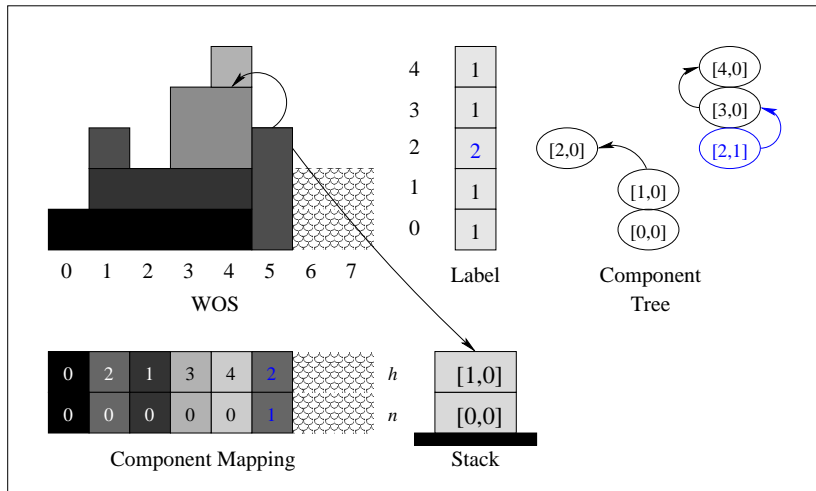 4 1 [4,0]
3 1 [3,0]
2 2 [2,0] [2,1]
1 1 [1,0]
0 1 [0,0]
0 1 2 3 4 5 6 7
WOS
Label
Component
Tree
0 2 1 3 4 2 h [1,0]
0 0 0 0 0 1 n [0,0]
Component Mapping
Stack